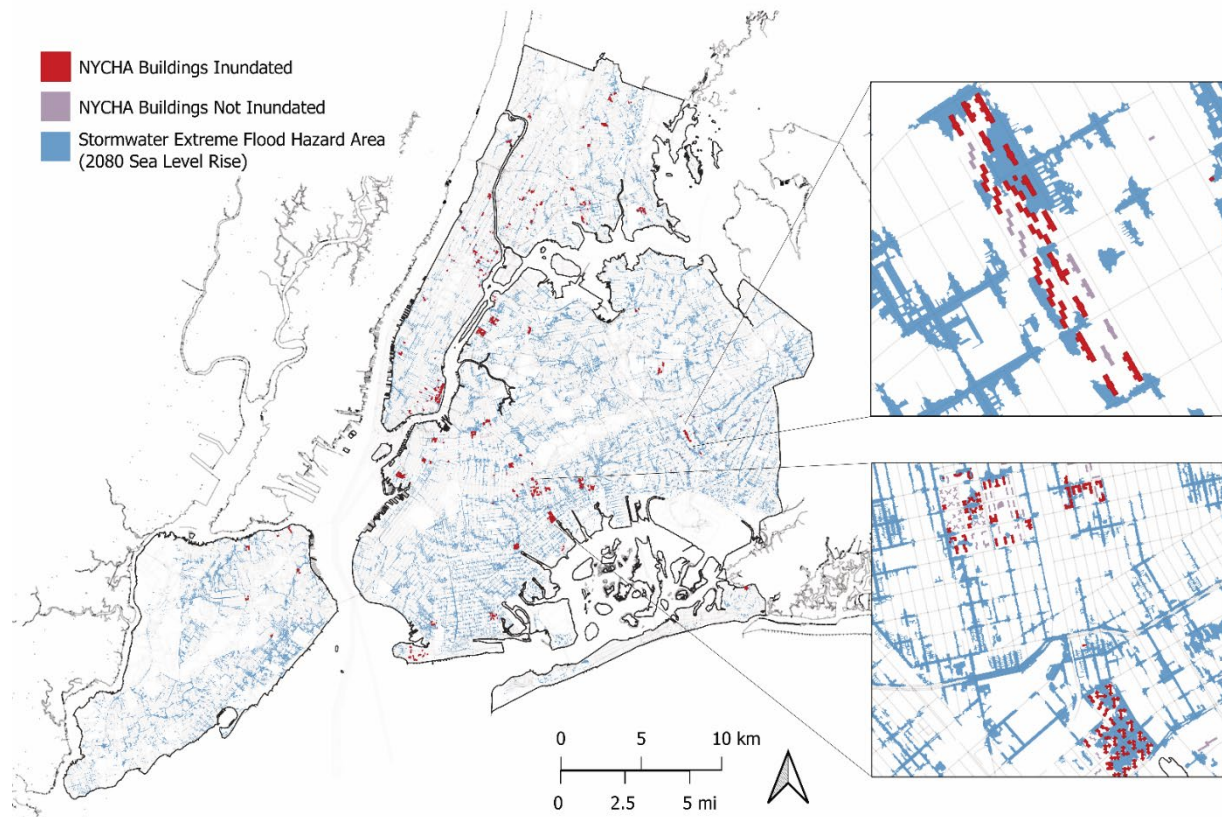 NYCHA Buildings Inundated
NYCHA Buildings Not Inundated
Stormwater Extreme Flood Hazard Area
(2080 Sea Level Rise)
0 5 10 km
0 2.5 5 mi